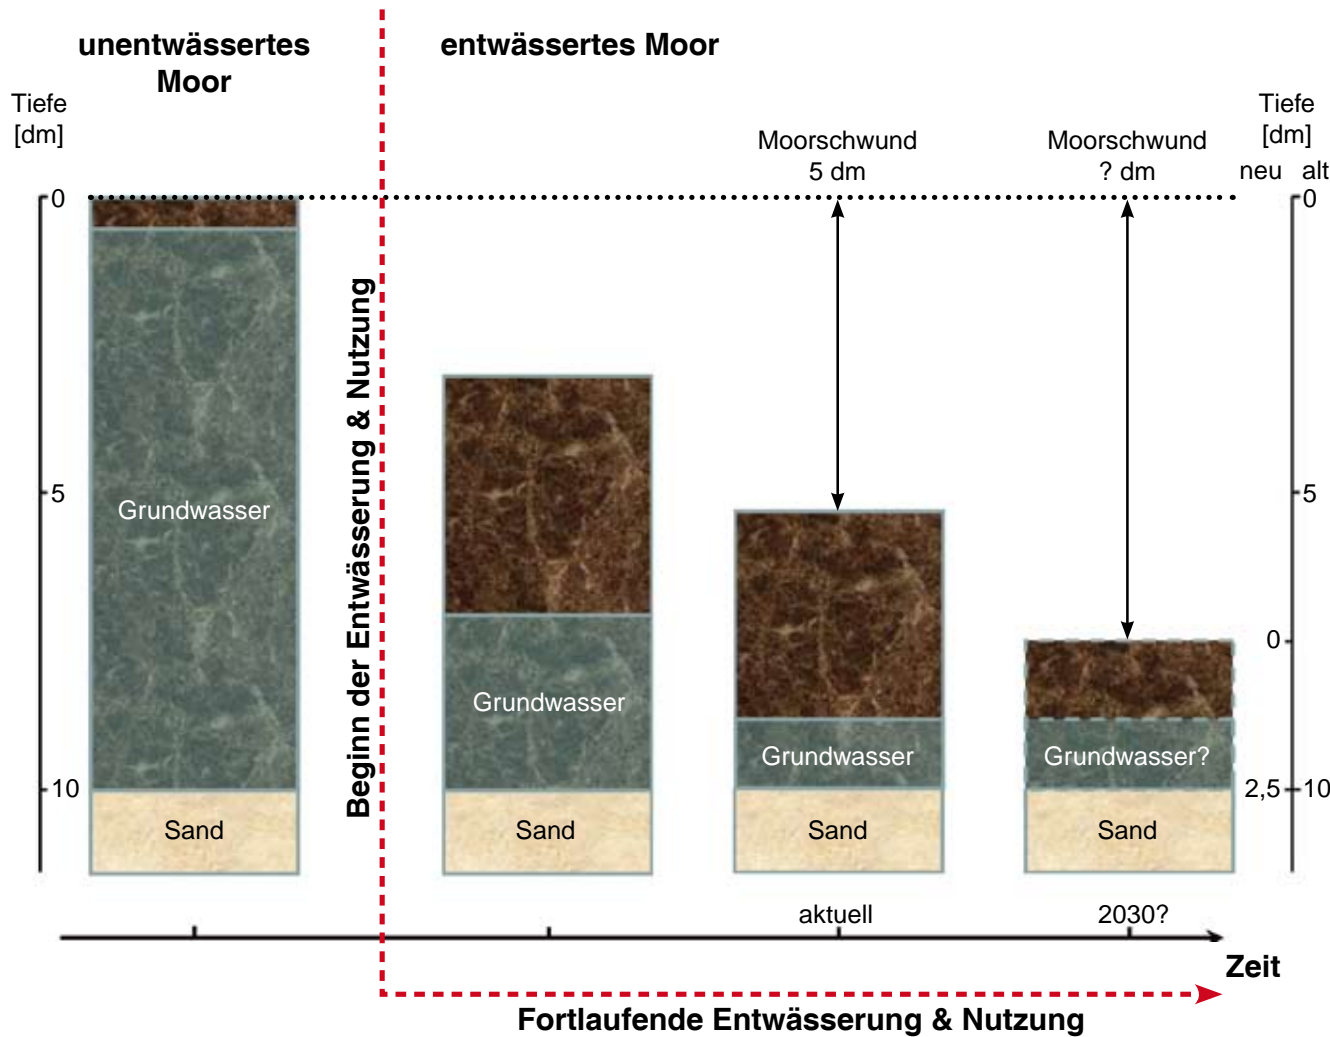 unentwässertes
Moor
entwässertes Moor
Tiefe
[dm]
Moorschwund
5 dm
Moorschwund
? dm
Tiefe
[dm]
neu alt
0
0
5
5
0
10
2,5 10
Beginn der Entwässerung & Nutzung
Grundwasser
Grundwasser
Grundwasser
Grundwasser?
Sand
Sand
Sand
Sand
aktuell
2030?
Zeit
Fortlaufende Entwässerung & Nutzung